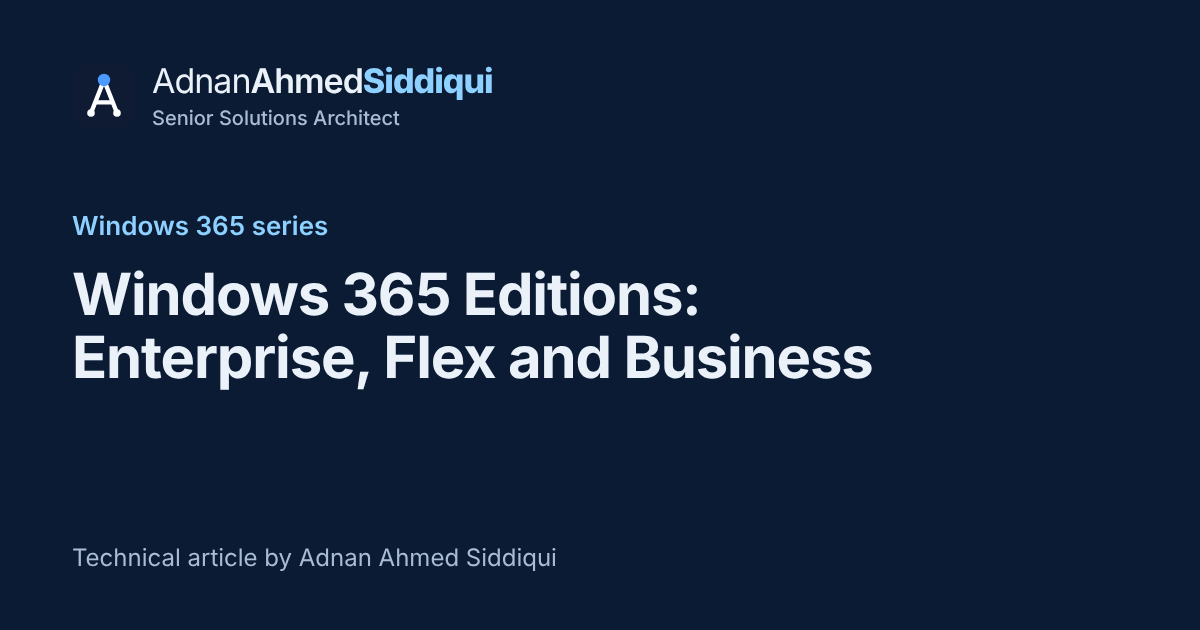 AdnanAhmedSiddiqui
Senior Solutions Architect
Windows 365 series
Windows 365 Editions:
Enterprise, Flex and Business
Technical article by Adnan Ahmed Siddiqui